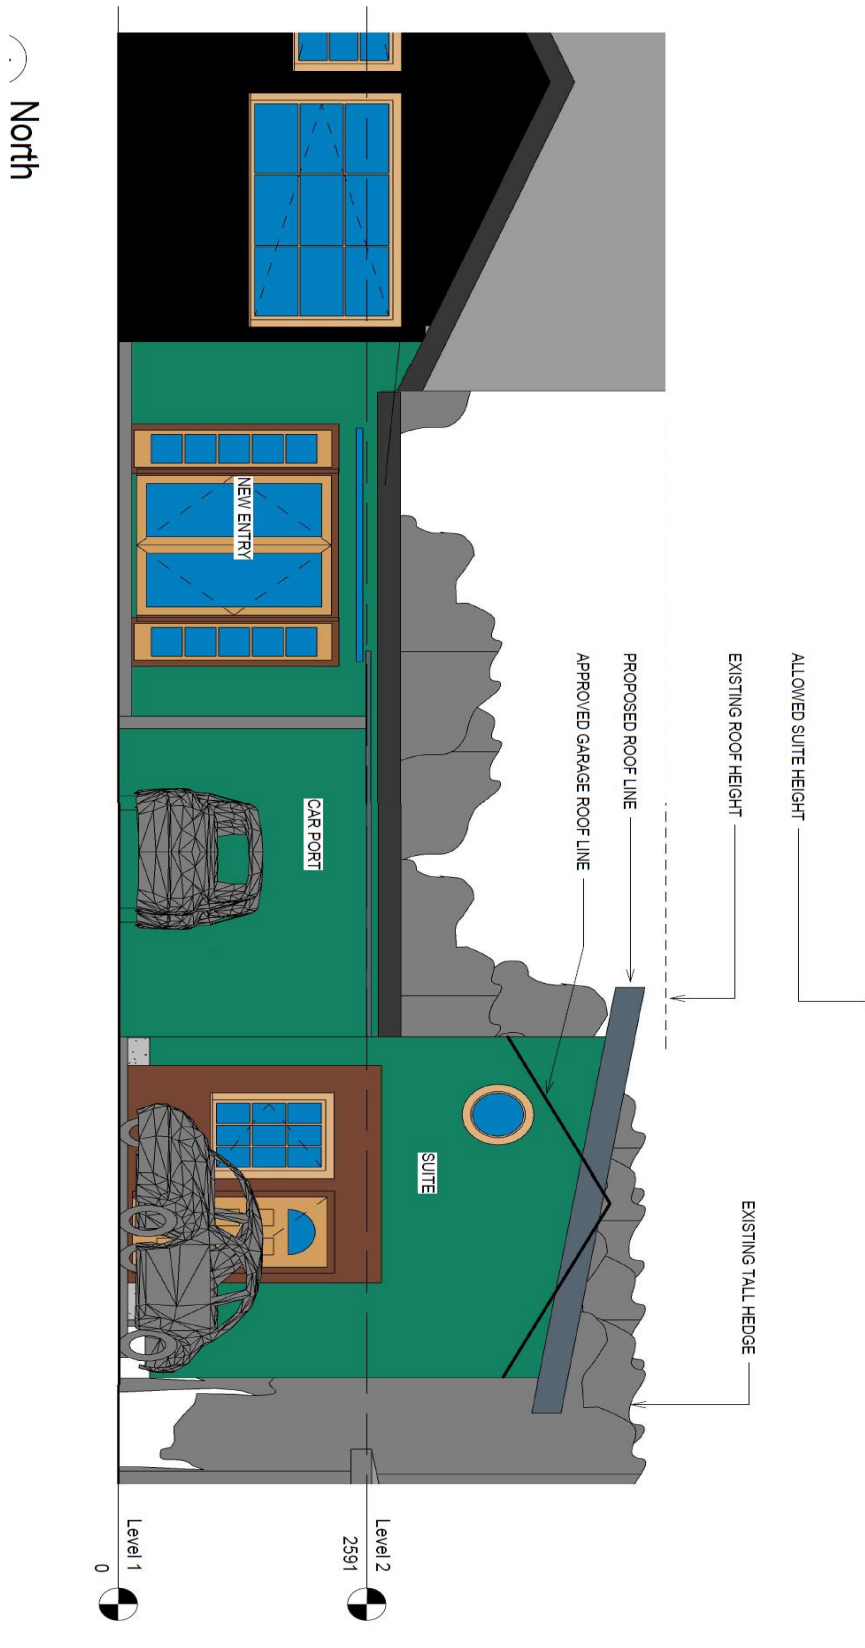 ALLOWED SUITE HEIGHT
EXISTING ROOF HEIGHT
PROPOSED ROOF LINE
APPROVED GARAGE ROOF LINE
EXISTING TALL HEDGE
SUITE
CAR PORT
NEW ENTRY
Level 2
2591
Level 1
0
North